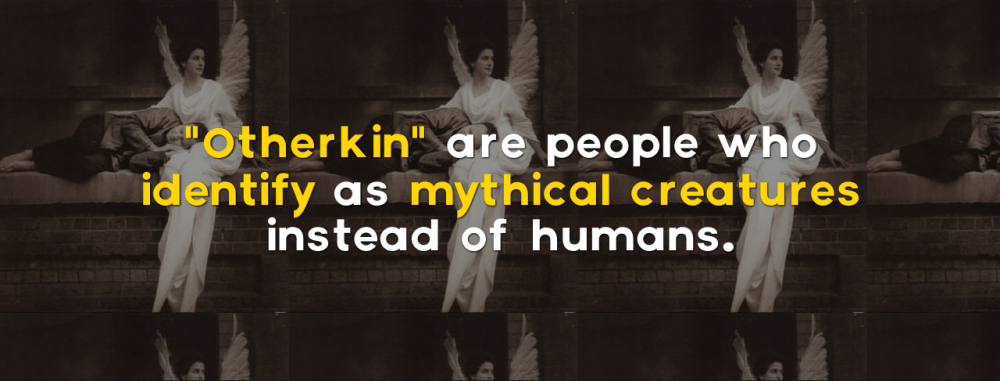 "Otherkin" are people who
identify as mythical creatures
instead of humans.